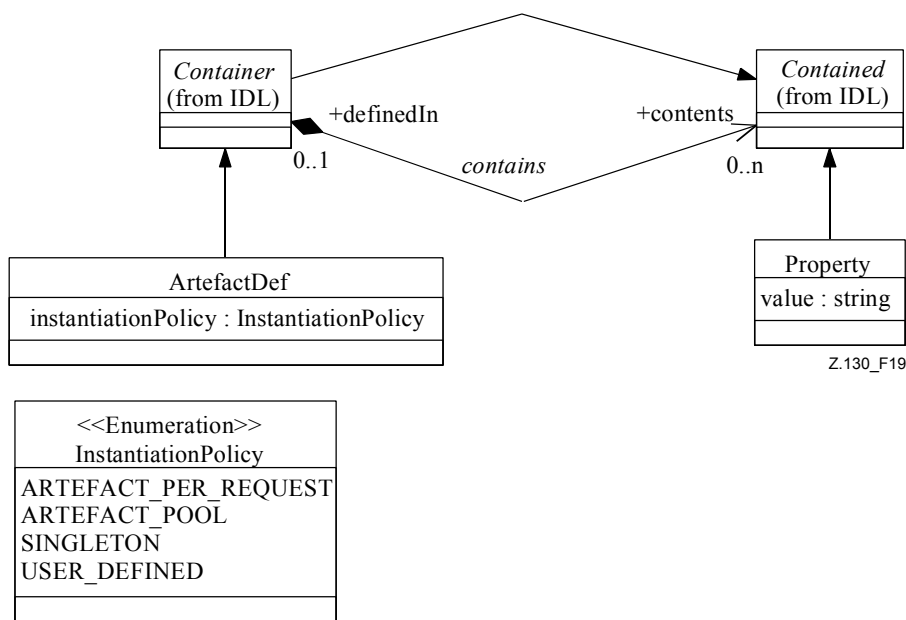 Container
(from IDL)
Contained
(from IDL)
+definedIn
+contents
0..1
contains
0..n
ArtefactDef
instantiationPolicy : InstantiationPolicy
Property
value : string
Z.130_F19
<<Enumeration>>
InstantiationPolicy
ARTEFACT_PER_REQUEST
ARTEFACT_POOL
SINGLETON
USER_DEFINED